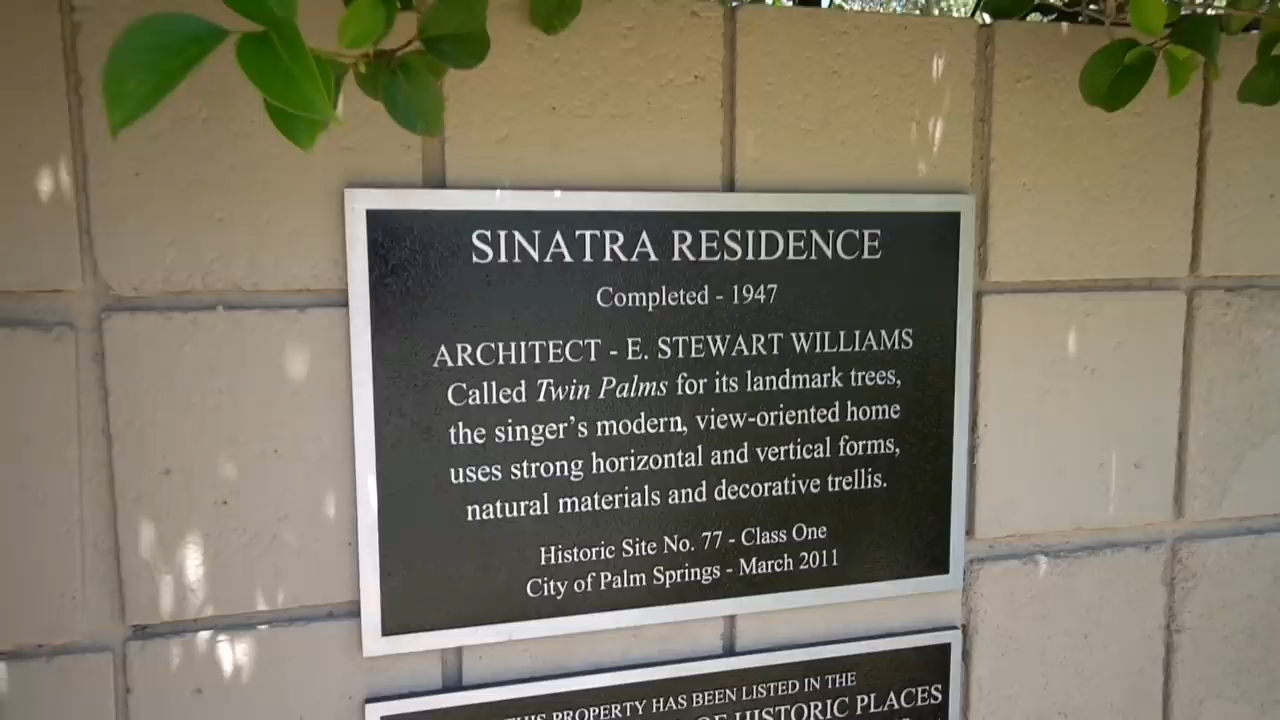 SINATRA RESIDENCE
Completed - 1947
ARCHITECT - E. STEWART WILLIAMS
Called Twin Palms for its landmark trees,
the singer's modern, view-oriented home
uses strong horizontal and vertical forms,
natural materials and decorative trellis.
Historic Site No. 77 - Class One
City of Palm Springs - March 2011
PROPERTY HAS BEEN LISTED IN THE
OF HISTORIC PLACES